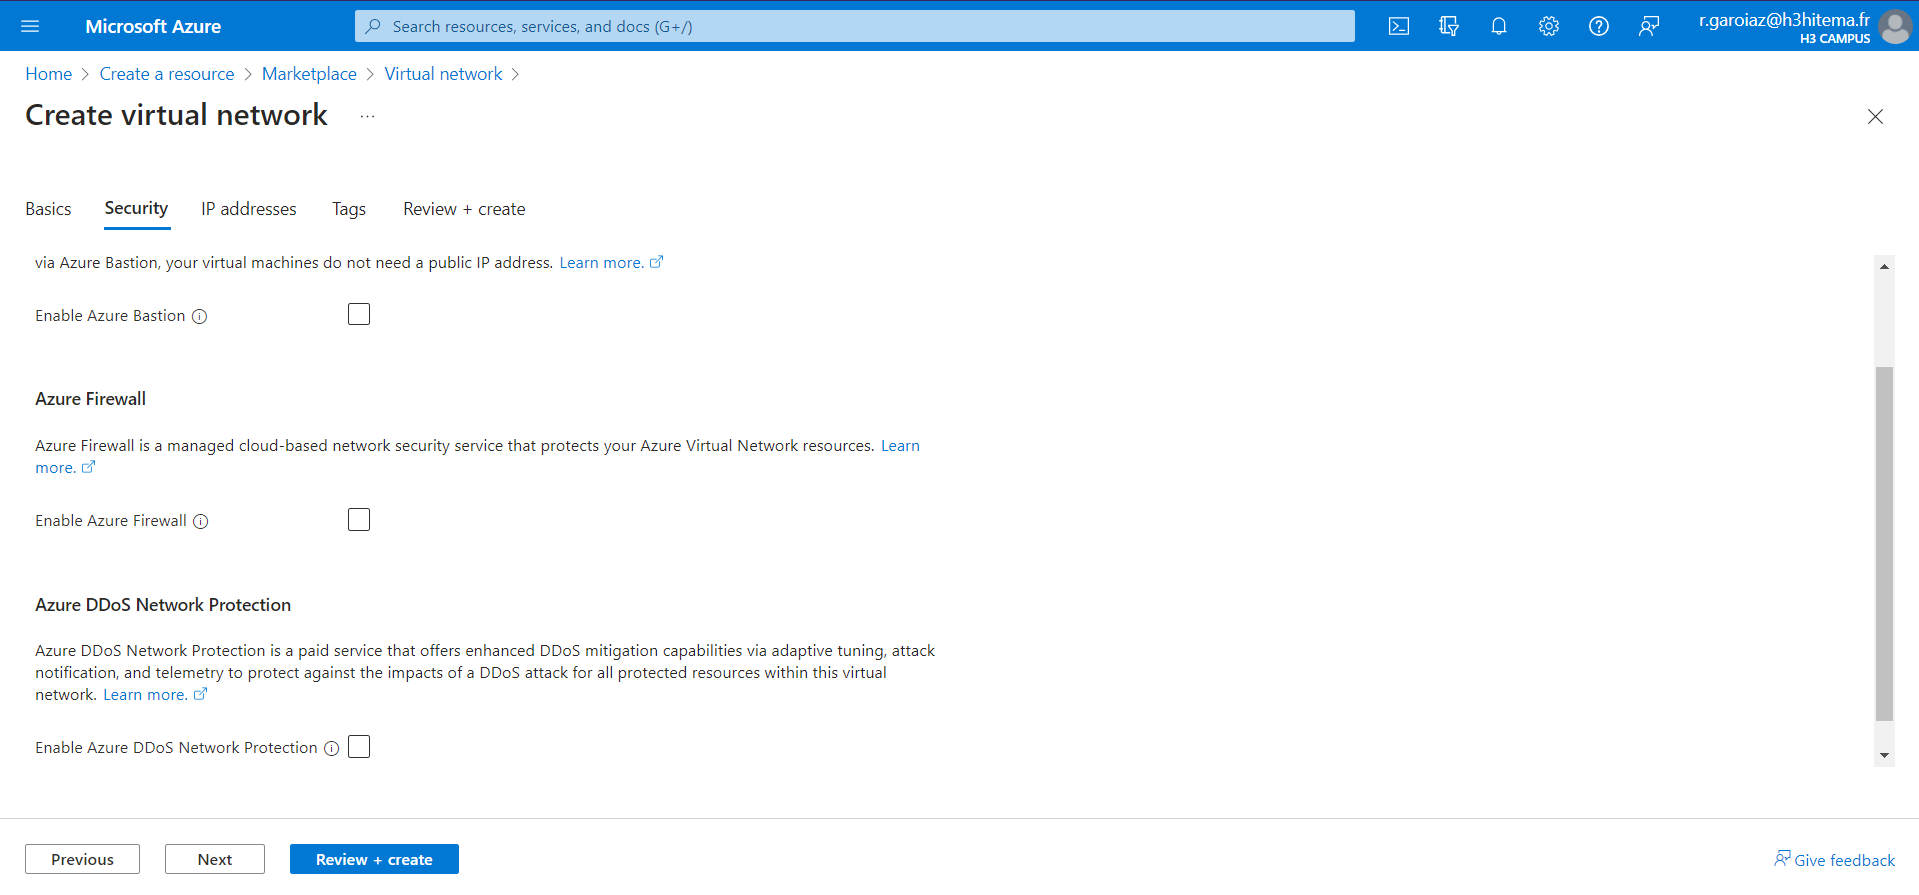 Microsoft Azure
Search resources, services, and docs (G+/)
r.garoiaz@h3hitema.fr
H3 CAMPUS
Home > Create a resource > Marketplace > Virtual network >
Create virtual network ...
Basics Security IP addresses Tags Review + create
via Azure Bastion, your virtual machines do not need a public IP address. Learn more.
Enable Azure Bastion
Azure Firewall
Azure Firewall is a managed cloud-based network security service that protects your Azure Virtual Network resources. Learn
more.
Enable Azure Firewall
Azure DDoS Network Protection
Azure DDoS Network Protection is a paid service that offers enhanced DDoS mitigation capabilities via adaptive tuning, attack
notification, and telemetry to protect against the impacts of a DDoS attack for all protected resources within this virtual
network. Learn more.
Enable Azure DDoS Network Protection
Previous Next Review + create
Give feedback